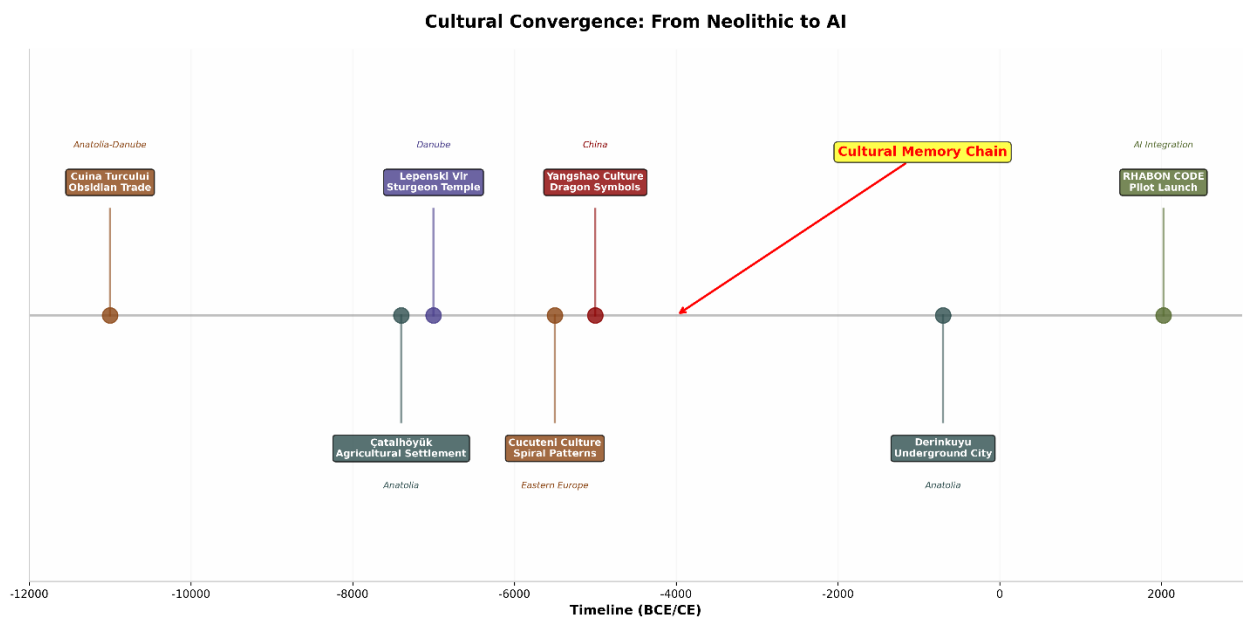 Cultural Convergence: From Neolithic to AI
Anatolia-Danube
Cuina Turcului
Obsidian Trade
Danube
Lepenski Vir
Sturgeon Temple
China
Yangshao Culture
Dragon Symbols
Cultural Memory Chain
AI Integration
RHABON CODE
Pilot Launch
Çatalhöyük
Agricultural Settlement
Anatolia
Cucuteni Culture
Spiral Patterns
Eastern Europe
Derinkuyu
Underground City
Anatolia
-12000 -10000 -8000 -6000 -4000 -2000 0 2000
Timeline (BCE/CE)